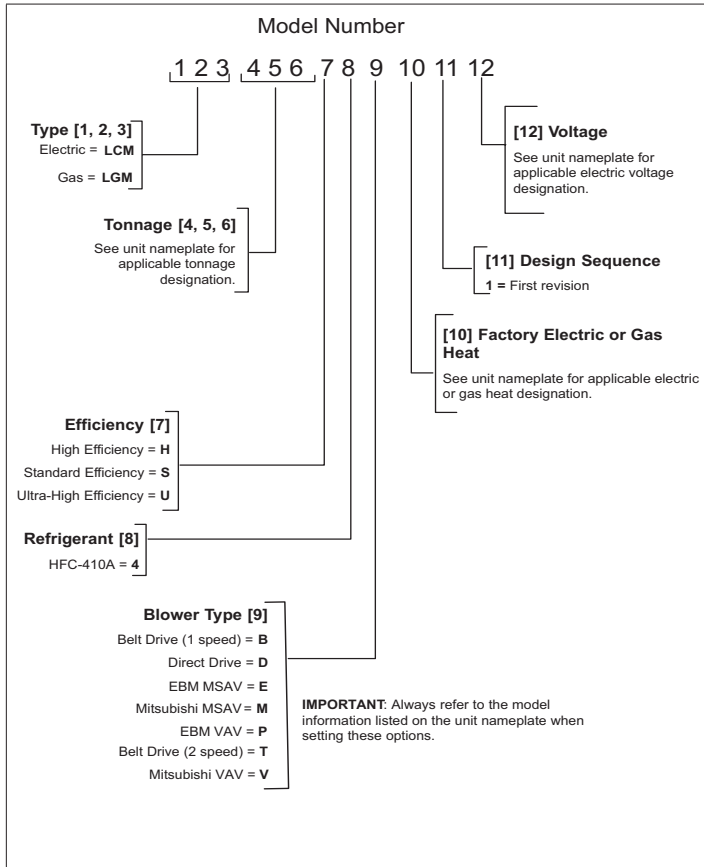 Model Number
1 2 3 4 5 6 7 8 9 10 11 12
Type [1, 2, 3]
Electric = LCM
Gas = LGM
[12] Voltage
See unit nameplate for
applicable electric voltage
designation.
Tonnage [4, 5, 6]
See unit nameplate for
applicable tonnage
designation.
[11] Design Sequence
1 = First revision
[10] Factory Electric or Gas
Heat
See unit nameplate for applicable electric
or gas heat designation.
Efficiency [7]
High Efficiency = H
Standard Efficiency = S
Ultra-High Efficiency = U
Refrigerant [8]
HFC-410A = 4
Blower Type [9]
Belt Drive (1 speed) = B
Direct Drive = D
EBM MSAV = E
Mitsubishi MSAV = M
EBM VAV = P
Belt Drive (2 speed) = T
Mitsubishi VAV = V
IMPORTANT: Always refer to the model
information listed on the unit nameplate when
setting these options.